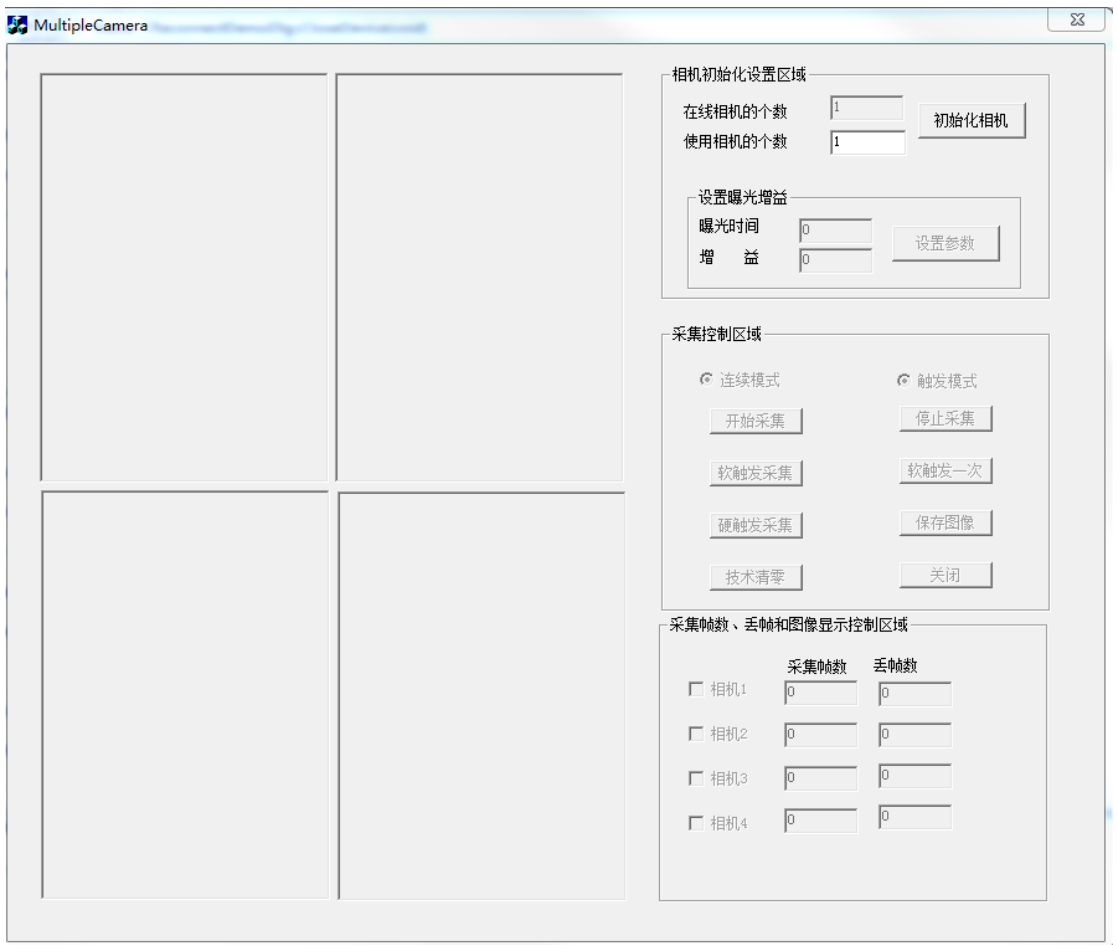 MultipleCamera
相机初始化设置区域
在线相机的个数 1
初始化相机
使用相机的个数 1
设置曝光增益
曝光时间 0
设置参数
增 益 0
采集控制区域
连续模式 触发模式
开始采集 停止采集
软触发采集 软触发一次
硬触发采集 保存图像
技术清零 关闭
采集帧数、丢帧和图像显示控制区域
采集帧数 丢帧数
相机1 0 0
相机2 0 0
相机3 0 0
相机4 0 0